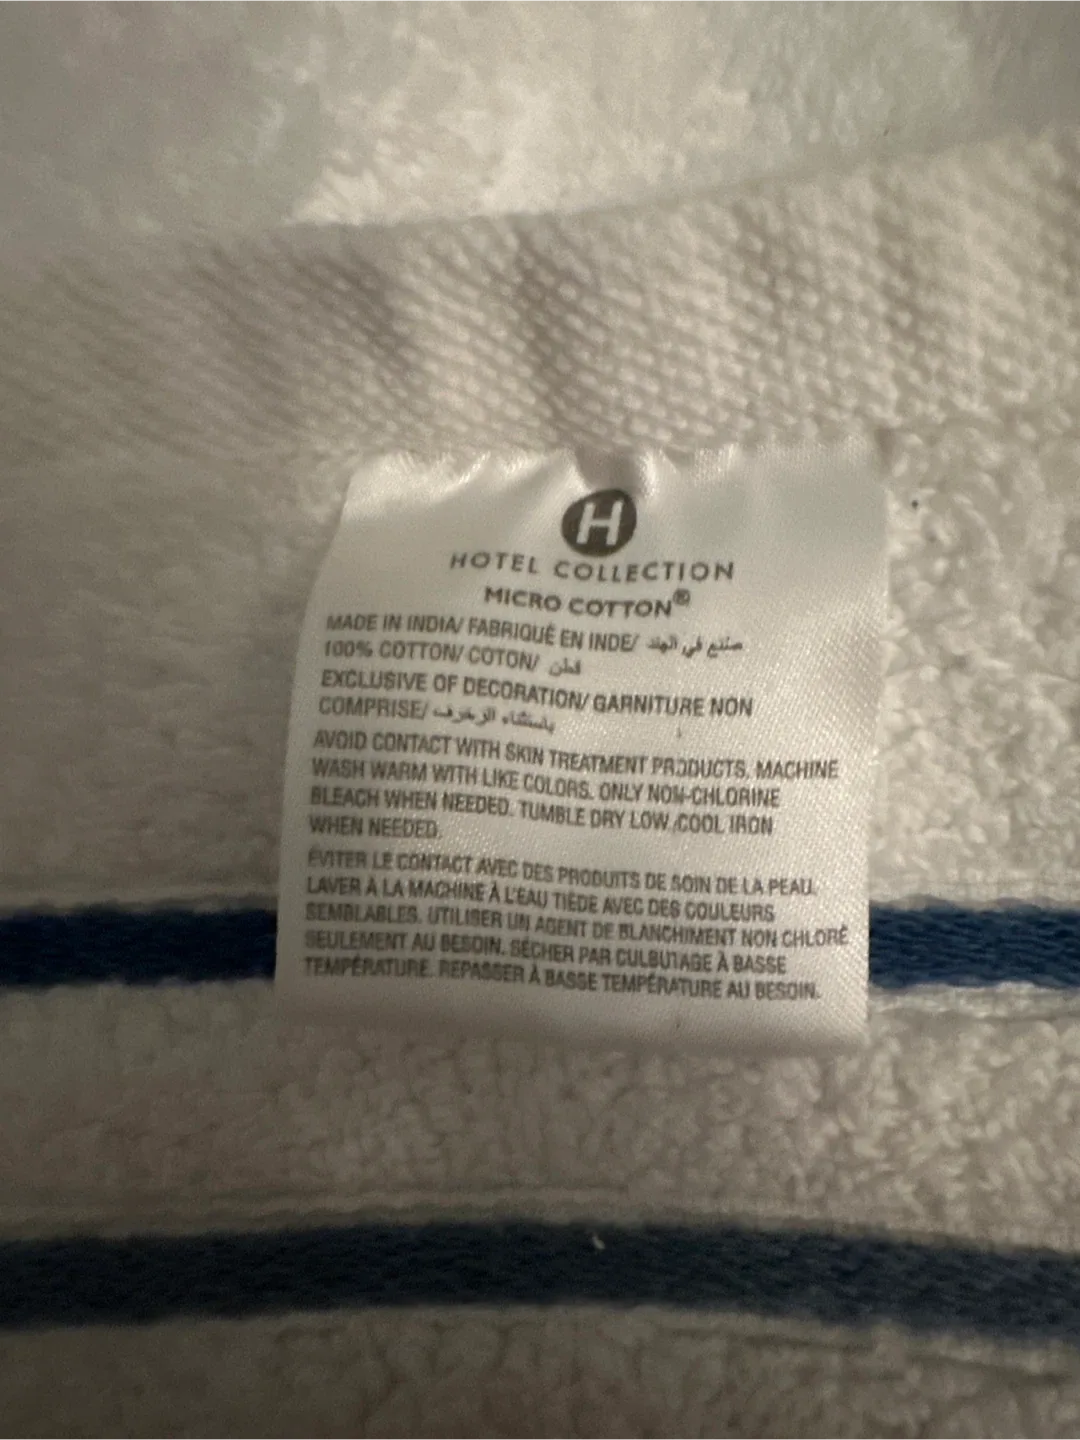 H
HOTEL COLLECTION
MICRO COTTON®
MADE IN INDIA/ FABRIQUÉ EN INDE/ صنع في الهند
100% COTTON/ COTON/ قطن
EXCLUSIVE OF DECORATION/ GARNITURE NON
COMPRISE/ باستثناء الزخرفة
AVOID CONTACT WITH SKIN TREATMENT PRODUCTS. MACHINE
WASH WARM WITH LIKE COLORS. ONLY NON-CHLORINE
BLEACH WHEN NEEDED. TUMBLE DRY LOW. COOL IRON
WHEN NEEDED.
ÉVITER LE CONTACT AVEC DES PRODUITS DE SOIN DE LA PEAU.
LAVER À LA MACHINE À L'EAU TIÈDE AVEC DES COULEURS
SEMBLABLES. UTILISER UN AGENT DE BLANCHIMENT NON CHLORÉ
SEULEMENT AU BESOIN. SÉCHER PAR CULBUTAGE À BASSE
TEMPÉRATURE. REPASSER À BASSE TEMPÉRATURE AU BESOIN.